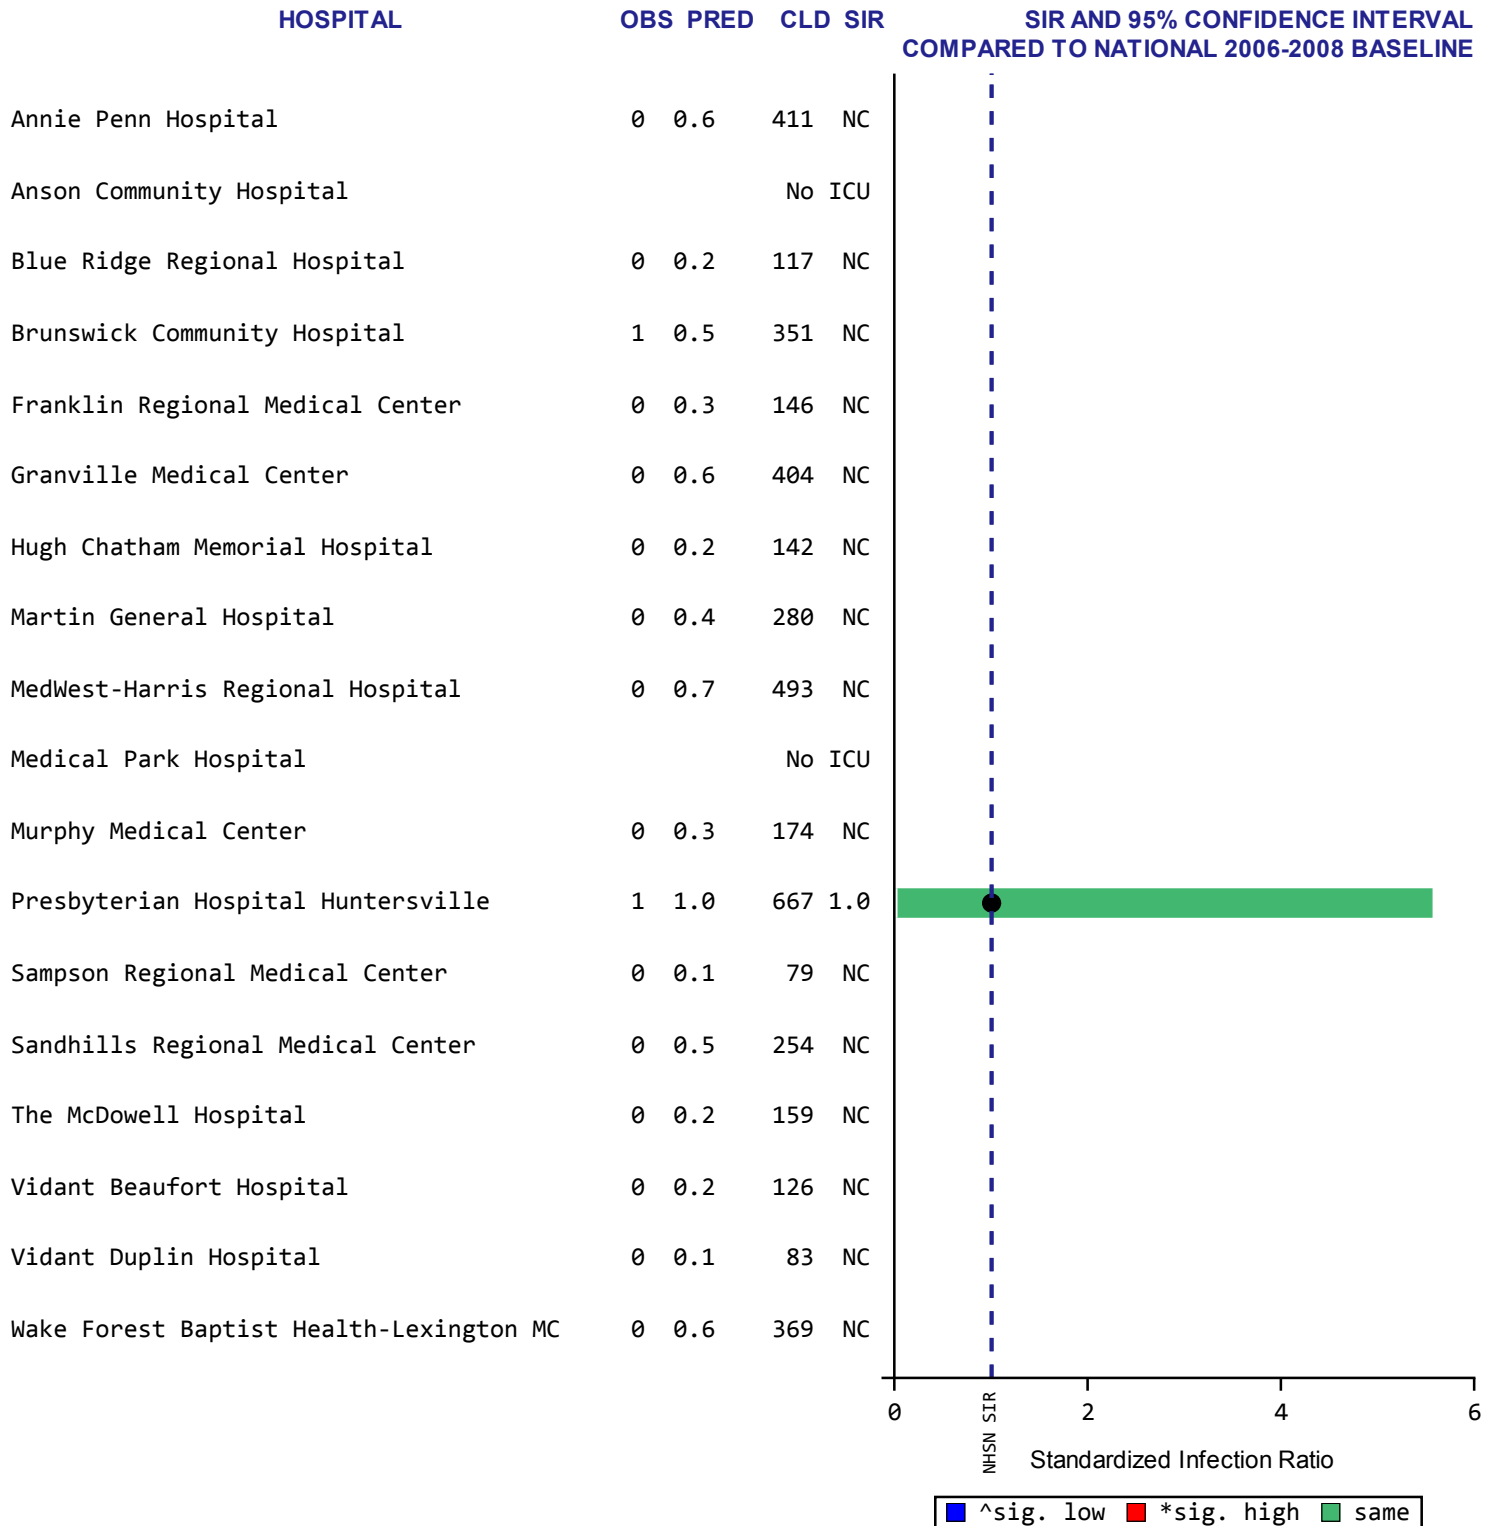 HOSPITAL OBS PRED CLD SIR SIR AND 95% CONFIDENCE INTERVAL
COMPARED TO NATIONAL 2006-2008 BASELINE
Annie Penn Hospital 0 0.6 411 NC
Anson Community Hospital No ICU
Blue Ridge Regional Hospital 0 0.2 117 NC
Brunswick Community Hospital 1 0.5 351 NC
Franklin Regional Medical Center 0 0.3 146 NC
Granville Medical Center 0 0.6 404 NC
Hugh Chatham Memorial Hospital 0 0.2 142 NC
Martin General Hospital 0 0.4 280 NC
MedWest-Harris Regional Hospital 0 0.7 493 NC
Medical Park Hospital No ICU
Murphy Medical Center 0 0.3 174 NC
Presbyterian Hospital Huntersville 1 1.0 667 1.0
Sampson Regional Medical Center 0 0.1 79 NC
Sandhills Regional Medical Center 0 0.5 254 NC
The McDowell Hospital 0 0.2 159 NC
Vidant Beaufort Hospital 0 0.2 126 NC
Vidant Duplin Hospital 0 0.1 83 NC
Wake Forest Baptist Health-Lexington MC 0 0.6 369 NC
0 2 4 6
NHSN SIR
Standardized Infection Ratio
^sig. low *sig. high same